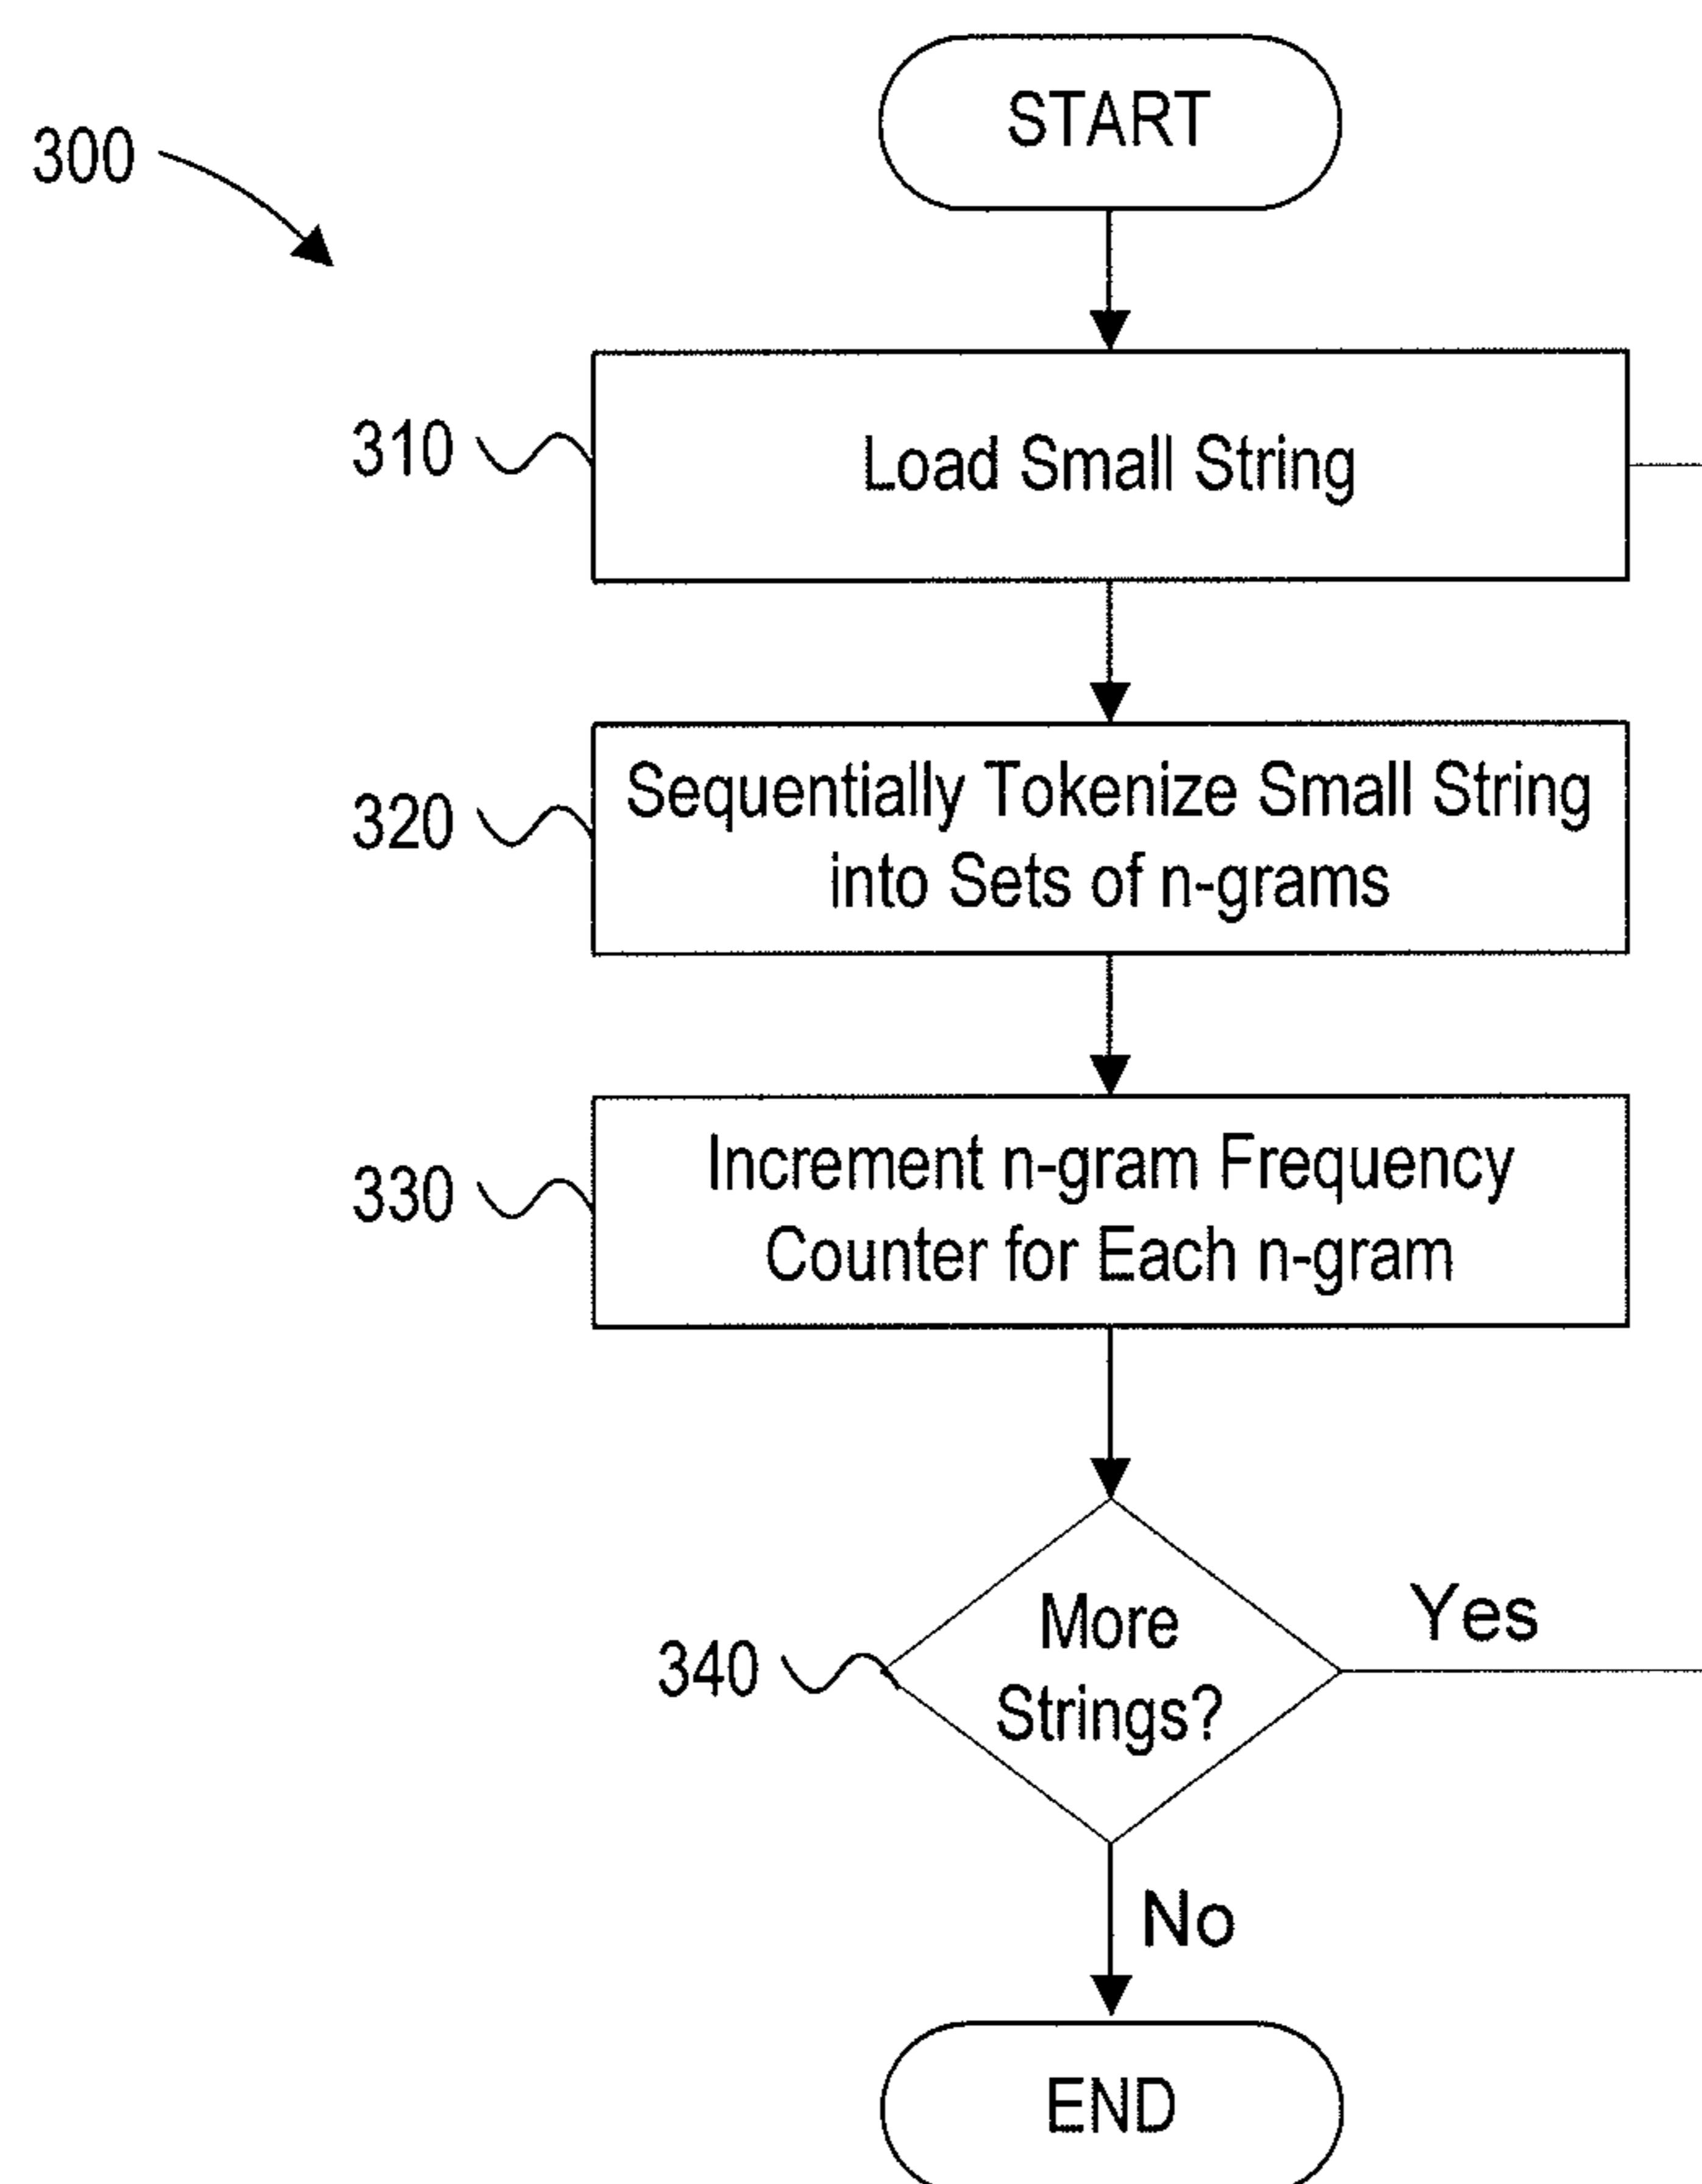 START
300
310
Load Small String
320
Sequentially Tokenize Small String
into Sets of n-grams
330
Increment n-gram Frequency
Counter for Each n-gram
340
More
Strings?
Yes
No
END